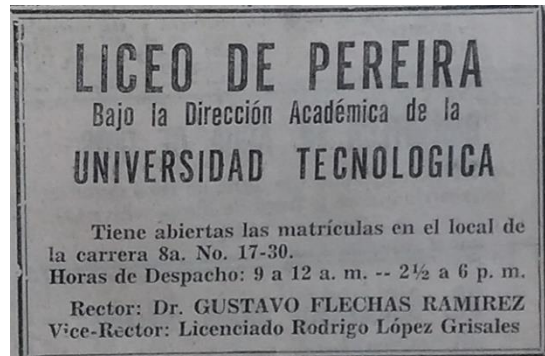 LICEO DE PEREIRA
Bajo la Dirección Académica de la
UNIVERSIDAD TECNOLOGICA
Tiene abiertas las matrículas en el local de
la carrera 8a. No. 17-30.
Horas de Despacho: 9 a 12 a. m. -- 2½ a 6 p. m.
Rector: Dr. GUSTAVO FLECHAS RAMIREZ
Vice-Rector: Licenciado Rodrigo López Grisales